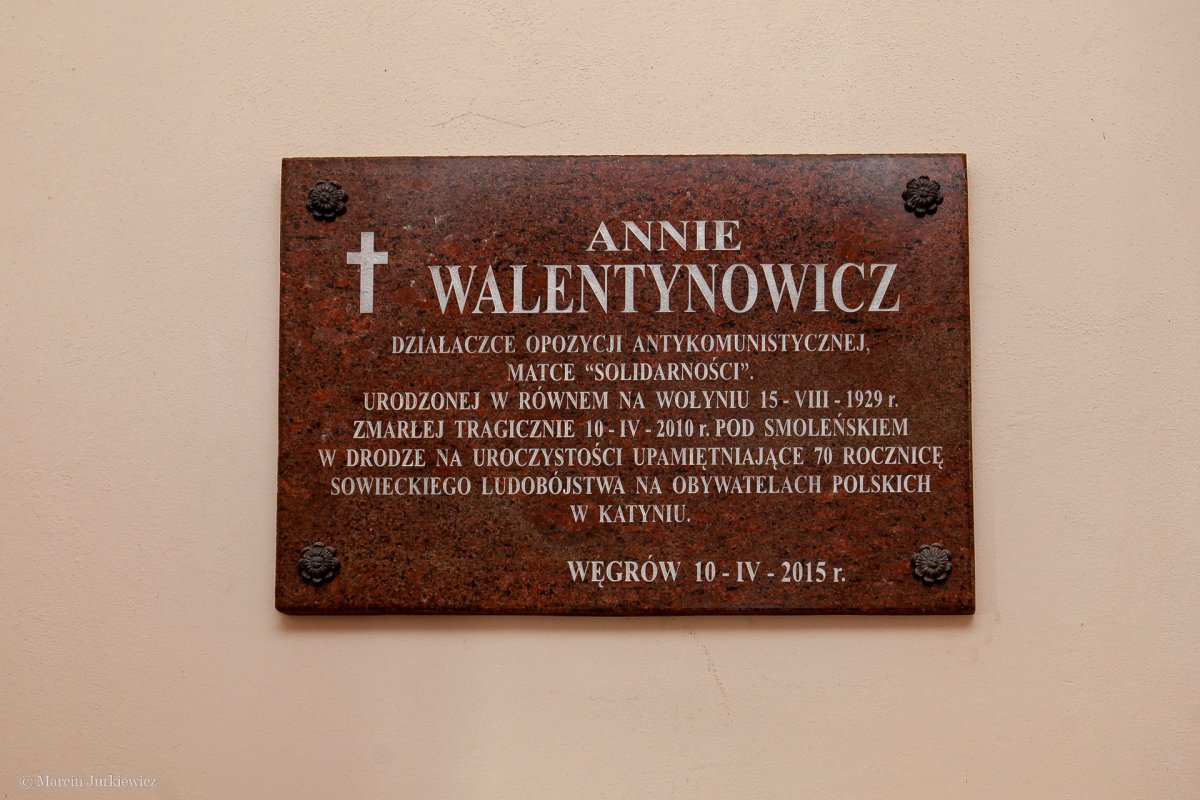 ANNIE
WALENTYNOWICZ
DZIAŁACZCE OPOZYCJI ANTYKOMUNISTYCZNEJ,
MATCE “SOLIDARNOŚCI”.
URODZONEJ W RÓWNEM NA WOŁYNIU 15 - VIII - 1929 r.
ZMARŁEJ TRAGICZNIE 10 - IV - 2010 r. POD SMOLEŃSKIEM
W DRODZE NA UROCZYSTOŚCI UPAMIĘTNIAJĄCE 70 ROCZNICĘ
SOWIECKIEGO LUDOBÓJSTWA NA OBYWATELACH POLSKICH
W KATYNIU.
WĘGRÓW 10 - IV - 2015 r.
© Marcin Jurkiewicz